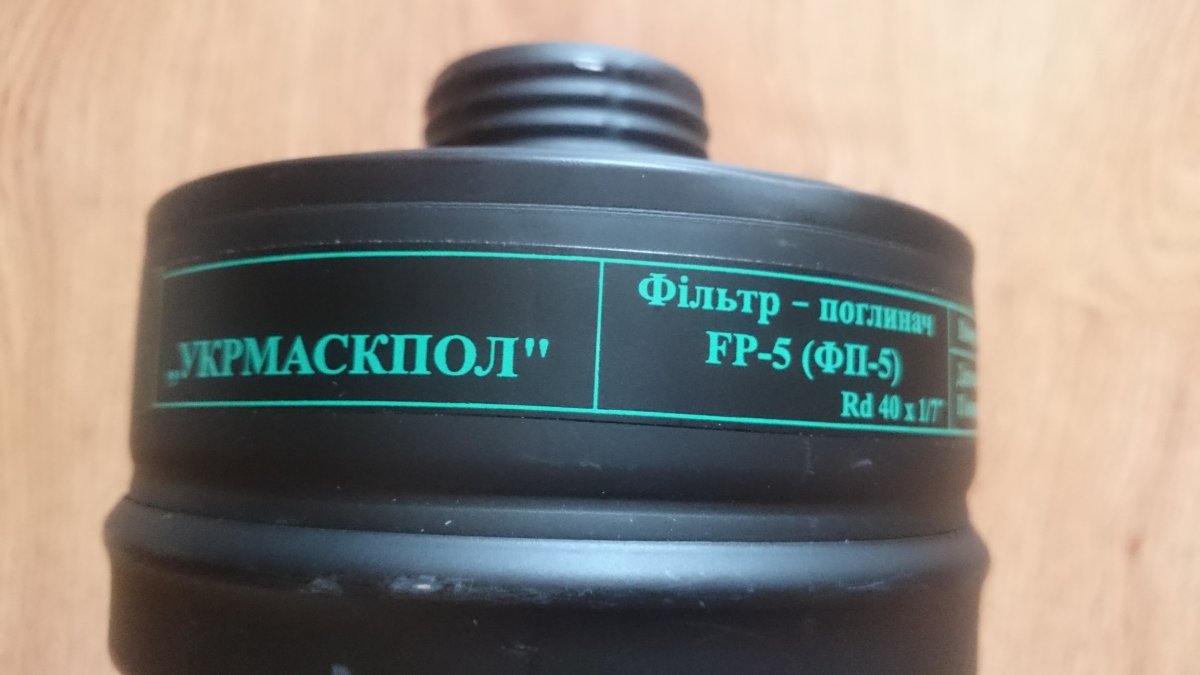 „УКРМАСКПОЛ"
Фільтр – поглинач
FP-5 (ФП-5)
Rd 40 x 1/7"